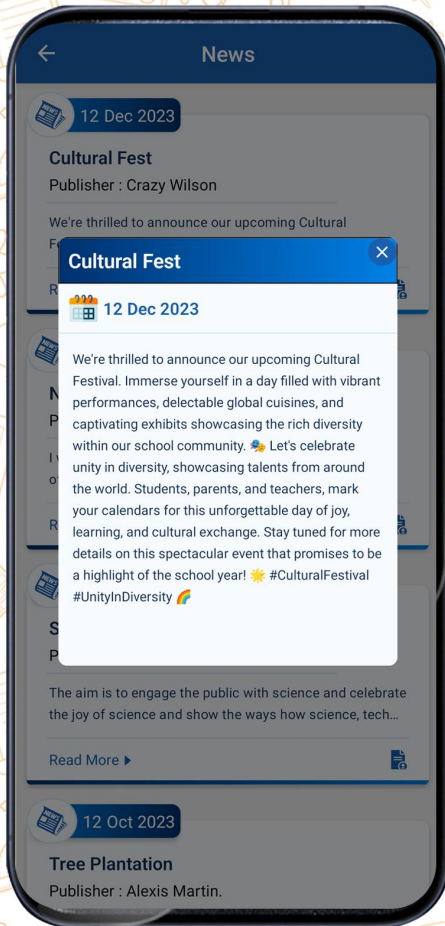 News
12 Dec 2023
Cultural Fest
Publisher : Crazy Wilson
We're thrilled to announce our upcoming Cultural
Cultural Fest
12 Dec 2023
We're thrilled to announce our upcoming Cultural
Festival. Immerse yourself in a day filled with vibrant
performances, delectable global cuisines, and
captivating exhibits showcasing the rich diversity
within our school community. 🎭 Let's celebrate
unity in diversity, showcasing talents from around
the world. Students, parents, and teachers, mark
your calendars for this unforgettable day of joy,
learning, and cultural exchange. Stay tuned for more
details on this spectacular event that promises to be
a highlight of the school year! 🌟 #CulturalFestival
#UnityInDiversity 🌈
The aim is to engage the public with science and celebrate
the joy of science and show the ways how science, tech...
Read More
12 Oct 2023
Tree Plantation
Publisher : Alexis Martin.